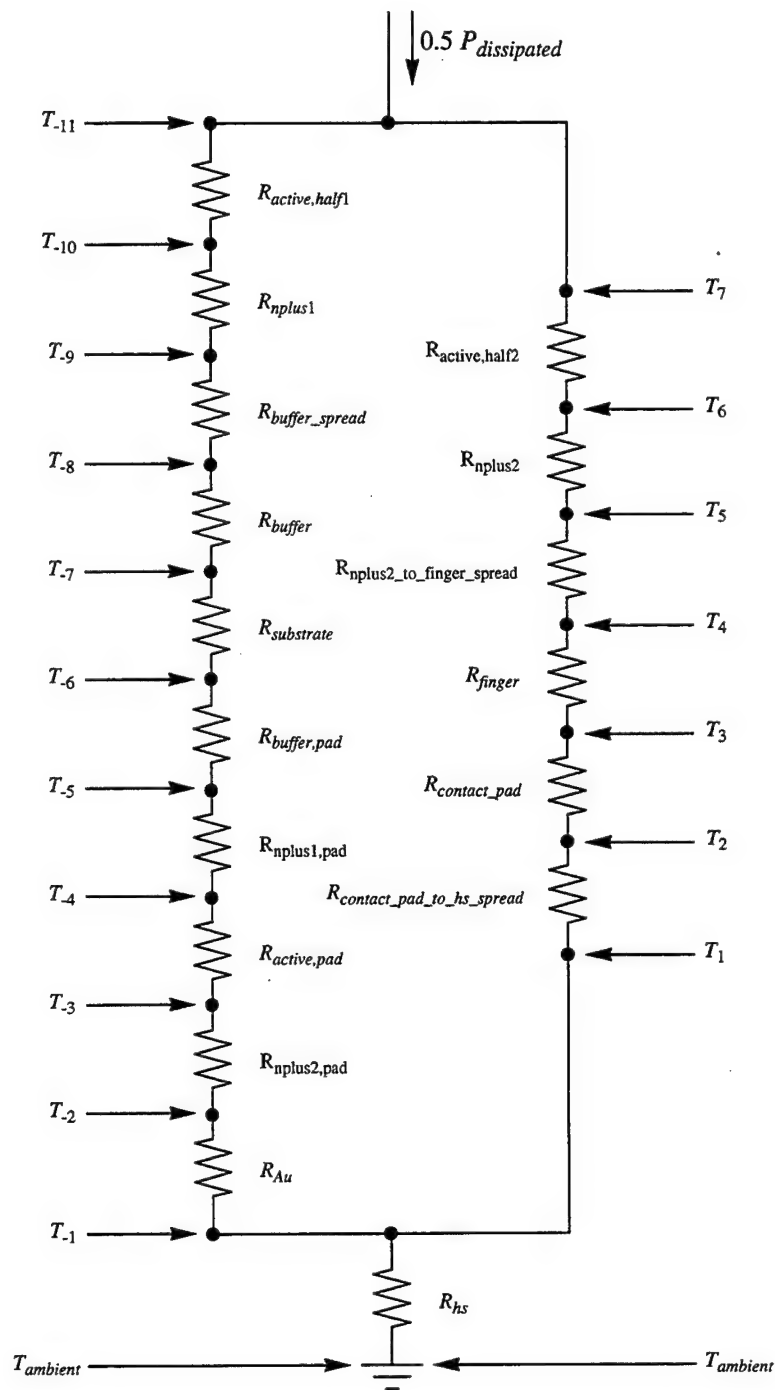 0.5 P_dissipated
T_-11
R_active,half1
T_-10
R_nplus1
T_7
T_-9
R_active,half2
R_buffer_spread
T_6
T_-8
R_nplus2
R_buffer
T_5
T_-7
R_nplus2_to_finger_spread
R_substrate
T_4
T_-6
R_finger
R_buffer,pad
T_3
T_-5
R_contact_pad
R_nplus1,pad
T_2
T_-4
R_contact_pad_to_hs_spread
R_active,pad
T_1
T_-3
R_nplus2,pad
T_-2
R_Au
T_-1
R_hs
T_ambient
T_ambient